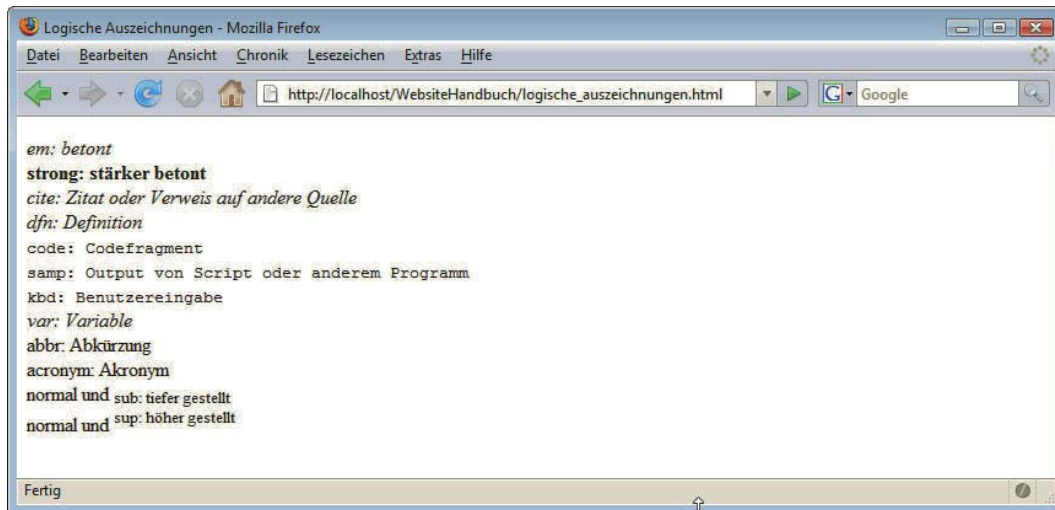 Logische Auszeichnungen - Mozilla Firefox
Datei Bearbeiten Ansicht Chronik Lesezeichen Extras Hilfe
http://localhost/WebsiteHandbuch/logische_auszeichnungen.html G Google
em: betont
strong: stärker betont
cite: Zitat oder Verweis auf andere Quelle
dfn: Definition
code: Codefragment
samp: Output von Script oder anderem Programm
kbd: Benutzereingabe
var: Variable
abbr: Abkürzung
acronym: Akronym
normal und sub: tiefer gestellt
normal und sup: höher gestellt
Fertig